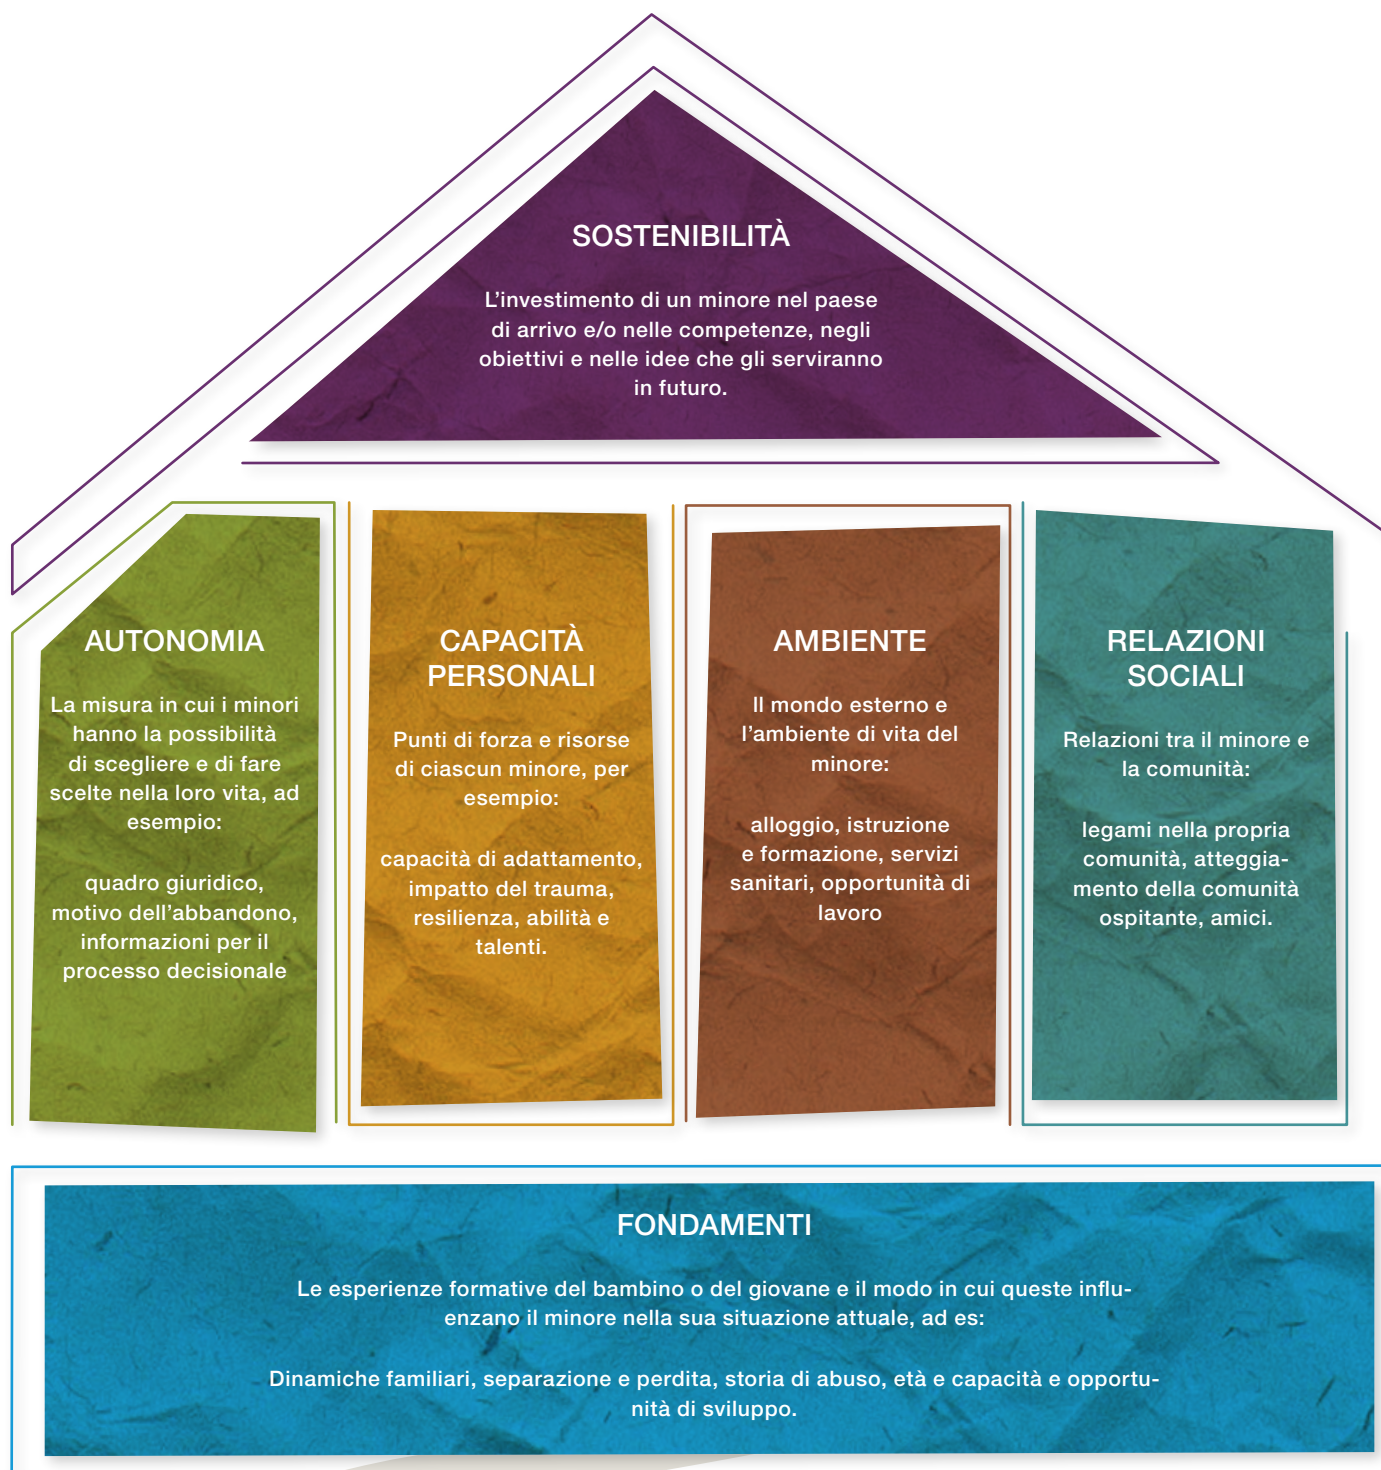 SOSTENIBILITÀ
L’investimento di un minore nel paese
di arrivo e/o nelle competenze, negli
obiettivi e nelle idee che gli serviranno
in futuro.
AUTONOMIA
La misura in cui i minori
hanno la possibilità
di scegliere e di fare
scelte nella loro vita, ad
esempio:
quadro giuridico,
motivo dell’abbandono,
informazioni per il
processo decisionale
CAPACITÀ
PERSONALI
Punti di forza e risorse
di ciascun minore, per
esempio:
capacità di adattamento,
impatto del trauma,
resilienza, abilità e
talenti.
AMBIENTE
Il mondo esterno e
l’ambiente di vita del
minore:
alloggio, istruzione
e formazione, servizi
sanitari, opportunità di
lavoro
RELAZIONI
SOCIALI
Relazioni tra il minore e
la comunità:
legami nella propria
comunità, atteggia-
mento della comunità
ospitante, amici.
FONDAMENTI
Le esperienze formative del bambino o del giovane e il modo in cui queste influ-
enzano il minore nella sua situazione attuale, ad es:
Dinamiche familiari, separazione e perdita, storia di abuso, età e capacità e opportu-
nità di sviluppo.